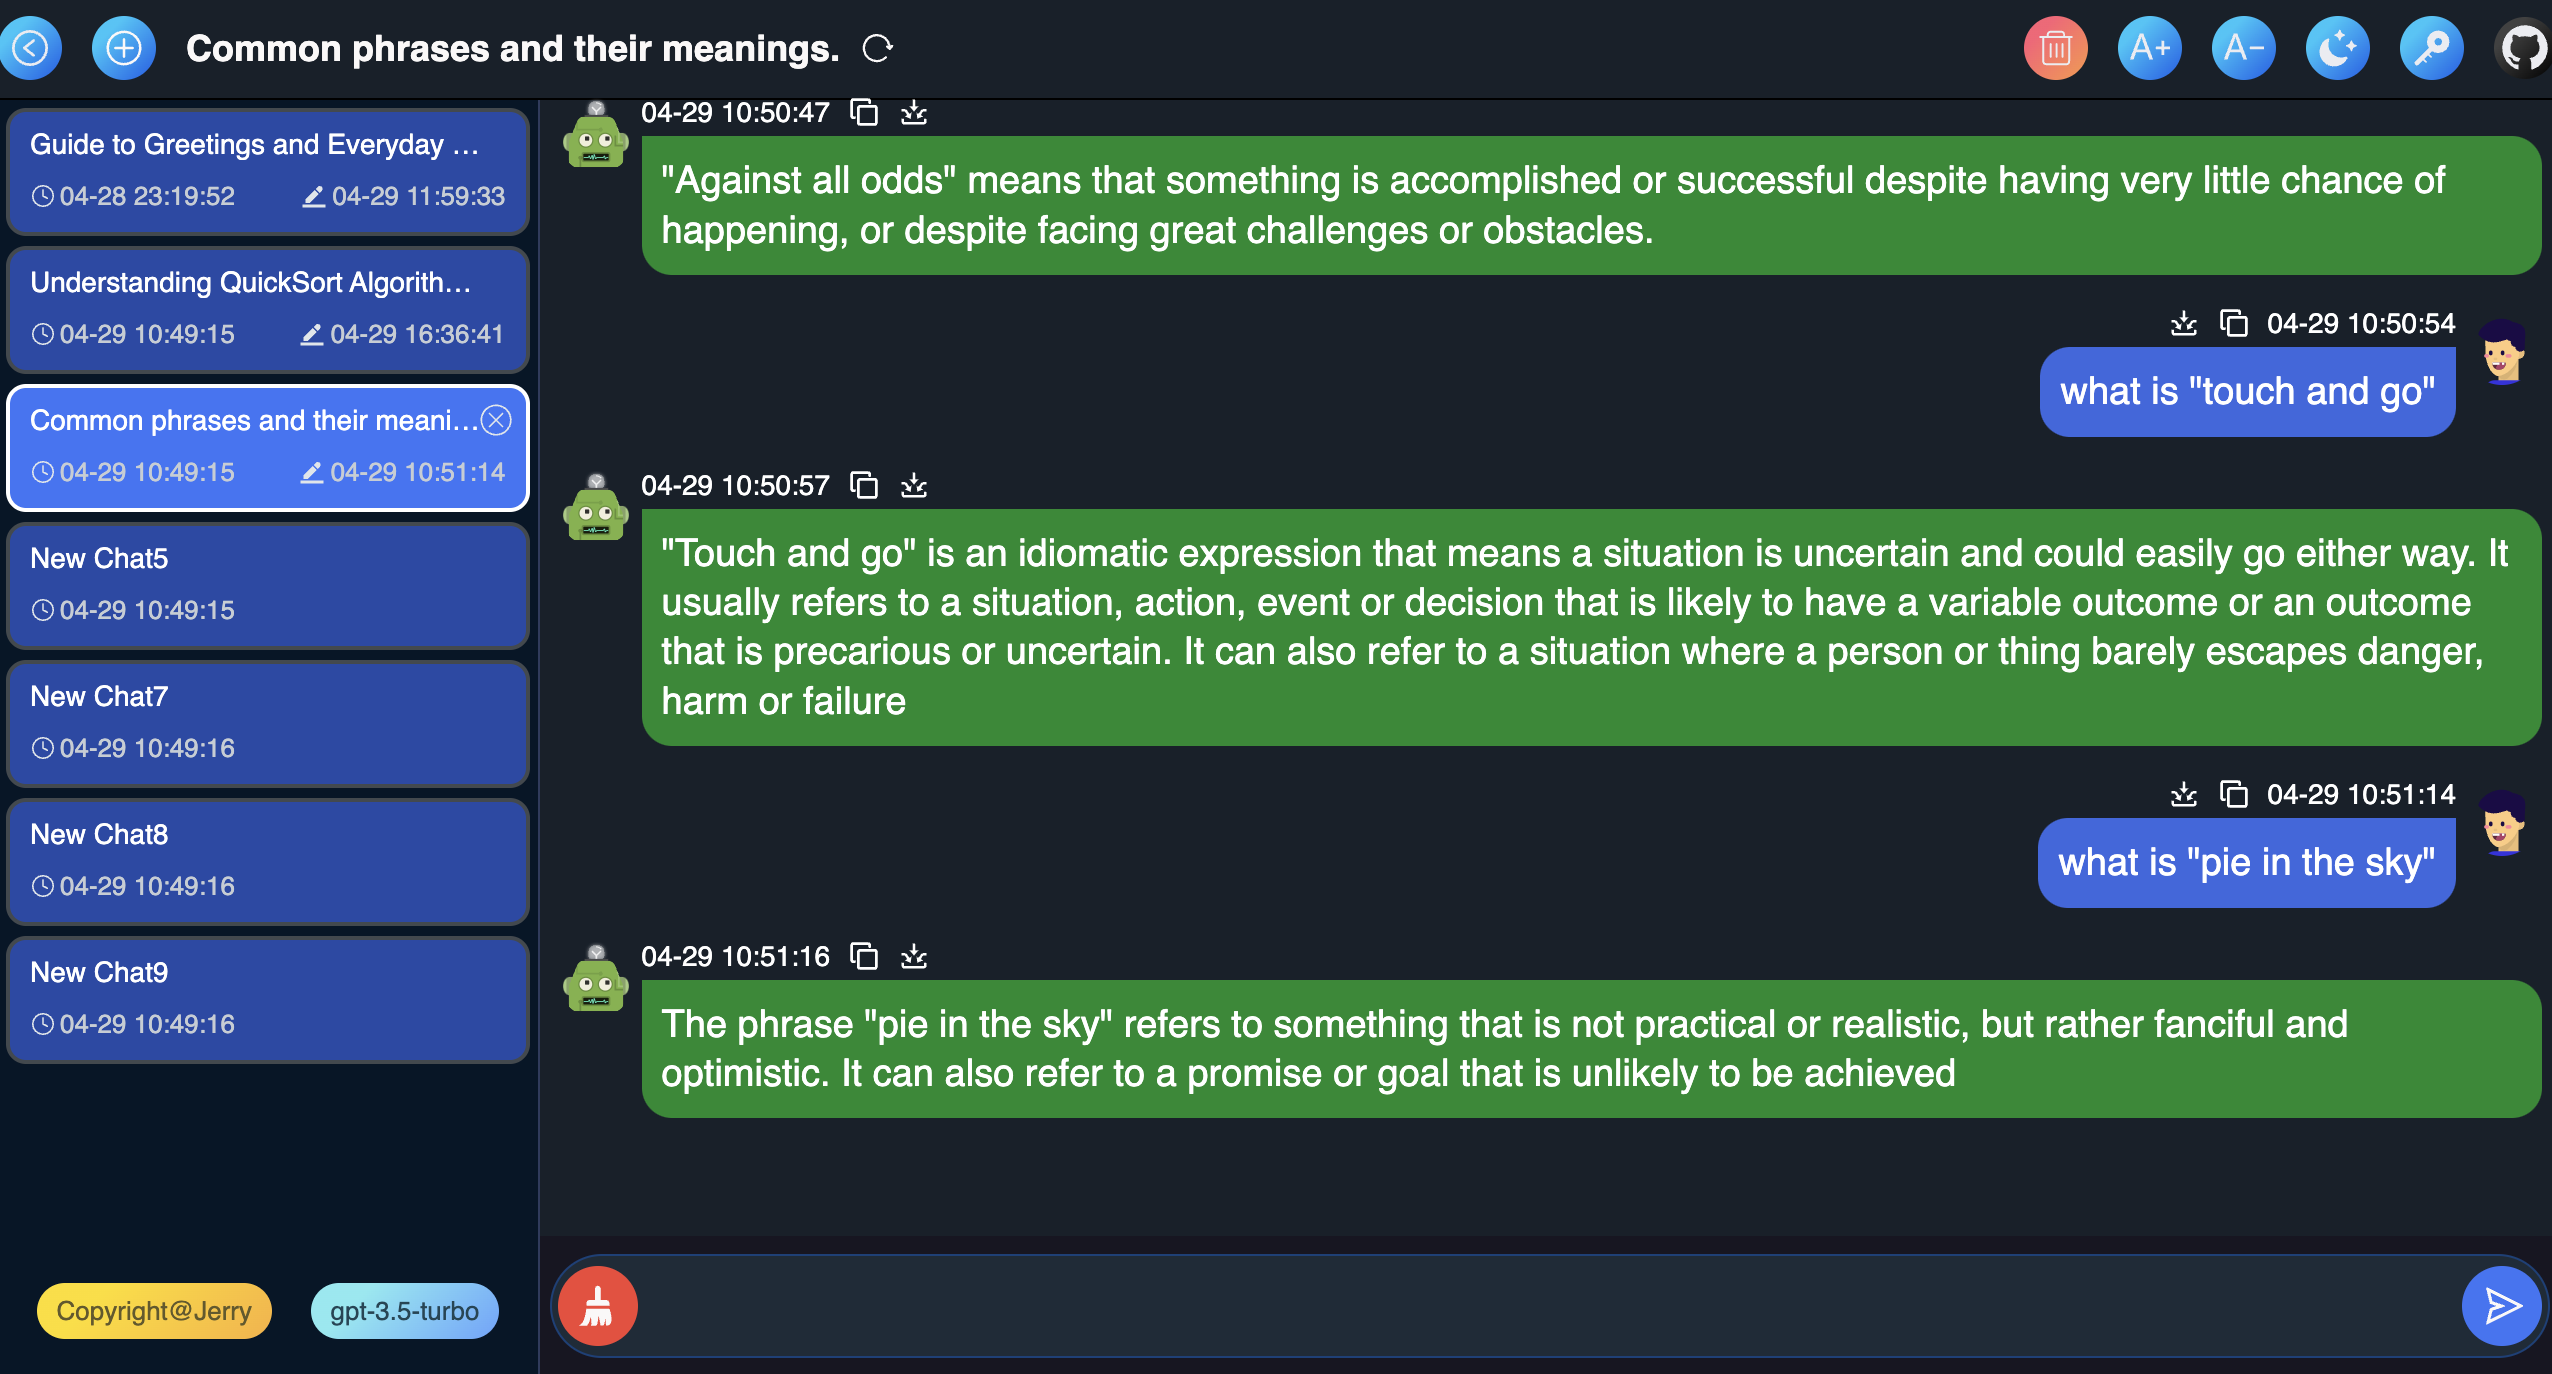 Common phrases and their meanings.
A+
A−
Guide to Greetings and Everyday ...
04-28 23:19:52 04-29 11:59:33
Understanding QuickSort Algorith...
04-29 10:49:15 04-29 16:36:41
Common phrases and their meani...
04-29 10:49:15 04-29 10:51:14
New Chat5
04-29 10:49:15
New Chat7
04-29 10:49:16
New Chat8
04-29 10:49:16
New Chat9
04-29 10:49:16
Copyright@Jerry
gpt-3.5-turbo
04-29 10:50:47
"Against all odds" means that something is accomplished or successful despite having very little chance of
happening, or despite facing great challenges or obstacles.
04-29 10:50:54
what is "touch and go"
04-29 10:50:57
"Touch and go" is an idiomatic expression that means a situation is uncertain and could easily go either way. It
usually refers to a situation, action, event or decision that is likely to have a variable outcome or an outcome
that is precarious or uncertain. It can also refer to a situation where a person or thing barely escapes danger,
harm or failure
04-29 10:51:14
what is "pie in the sky"
04-29 10:51:16
The phrase "pie in the sky" refers to something that is not practical or realistic, but rather fanciful and
optimistic. It can also refer to a promise or goal that is unlikely to be achieved